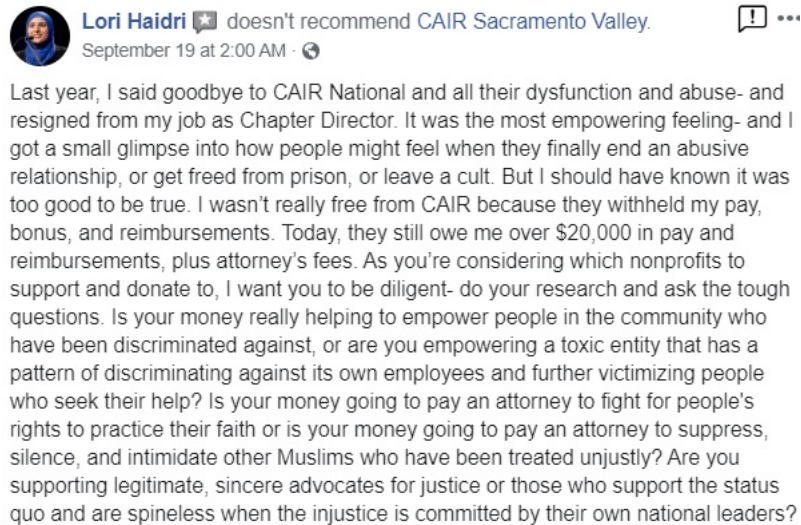 Lori Haidri doesn't recommend CAIR Sacramento Valley.
September 19 at 2:00 AM ·
Last year, I said goodbye to CAIR National and all their dysfunction and abuse- and
resigned from my job as Chapter Director. It was the most empowering feeling- and I
got a small glimpse into how people might feel when they finally end an abusive
relationship, or get freed from prison, or leave a cult. But I should have known it was
too good to be true. I wasn't really free from CAIR because they withheld my pay,
bonus, and reimbursements. Today, they still owe me over $20,000 in pay and
reimbursements, plus attorney's fees. As you're considering which nonprofits to
support and donate to, I want you to be diligent- do your research and ask the tough
questions. Is your money really helping to empower people in the community who
have been discriminated against, or are you empowering a toxic entity that has a
pattern of discriminating against its own employees and further victimizing people
who seek their help? Is your money going to pay an attorney to fight for people's
rights to practice their faith or is your money going to pay an attorney to suppress,
silence, and intimidate other Muslims who have been treated unjustly? Are you
supporting legitimate, sincere advocates for justice or those who support the status
quo and are spineless when the injustice is committed by their own national leaders?